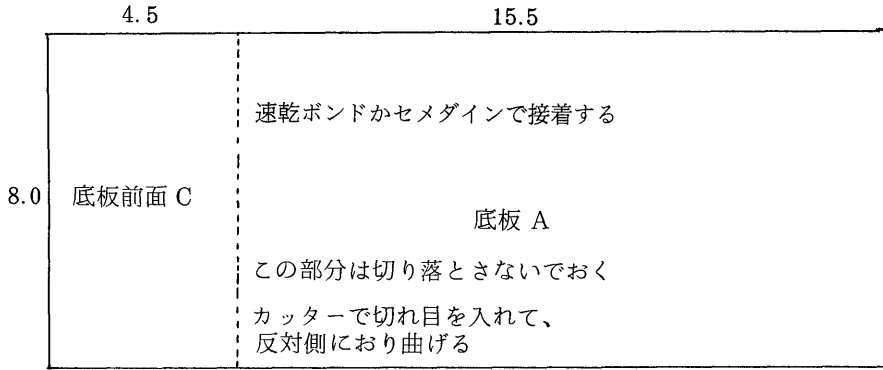 4.5 15.5
速乾ボンドかセメダインで接着する
8.0 底板前面 C
底板 A
この部分は切り落とさないでおく
カッターで切れ目を入れて、
反対側におり曲げる